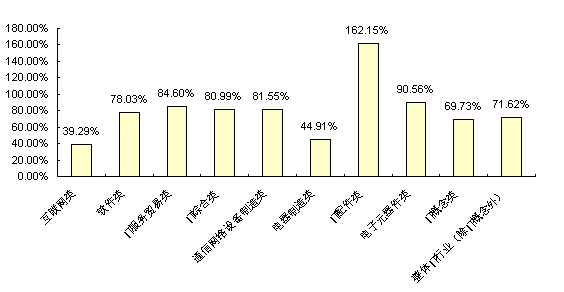 180.00%
160.00%
140.00%
120.00%
100.00%
80.00%
60.00%
40.00%
20.00%
0.00%
39.29%
78.03%
84.60%
80.99%
81.55%
44.91%
162.15%
90.56%
69.73%
71.62%
互联网类
软件类
IT服务贸易类
IT综合类
通信网络设备制造类
电器制造类
IT配件类
电子元器件类
IT概念类
整体IT行业（除IT概念外）